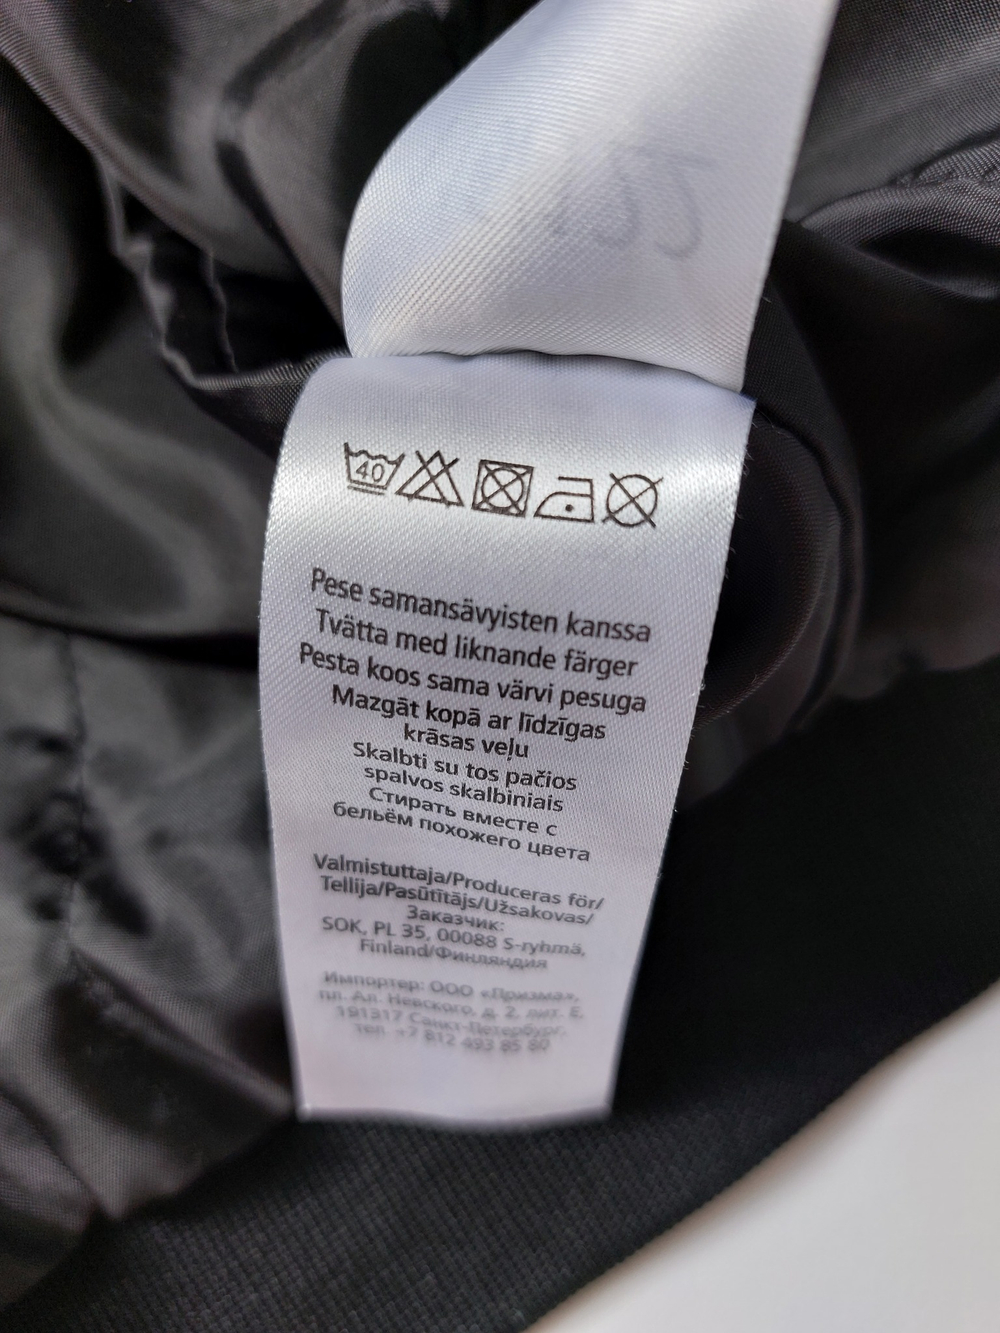 40
Pese samansävyisten kanssa
Tvätta med liknande färger
Pesta koos sama värvi pesuga
Mazgāt kopā ar līdzīgas
krāsas veļu
Skalbti su tos pačios
spalvos skalbiniais
Стирать вместе с
бельём похожего цвета
Valmistuttaja/Produceras för/
Tellija/Pasūtītājs/Užsakovas/
Заказчик:
SOK, PL 35, 00088 S-ryhmä,
Finland/Финляндия
Импортер: ООО «Призма»,
пл. Ал. Невского, д. 2, лит. Е,
191317 Санкт-Петербург,
тел. +7 812 493 85 80